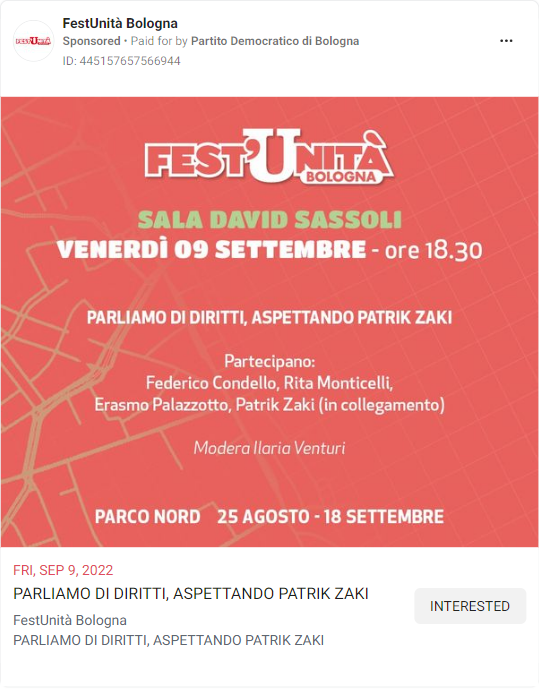 FEST'UNITÀ
FestUnità Bologna
Sponsored • Paid for by Partito Democratico di Bologna
ID: 445157657566944
FEST'UNITÀ
BOLOGNA
SALA DAVID SASSOLI
VENERDÌ 09 SETTEMBRE - ore 18.30
PARLIAMO DI DIRITTI, ASPETTANDO PATRIK ZAKI
Partecipano:
Federico Condello, Rita Monticelli,
Erasmo Palazzotto, Patrik Zaki (in collegamento)
Modera Ilaria Venturi
PARCO NORD 25 AGOSTO - 18 SETTEMBRE
FRI, SEP 9, 2022
PARLIAMO DI DIRITTI, ASPETTANDO PATRIK ZAKI
INTERESTED
FestUnità Bologna
PARLIAMO DI DIRITTI, ASPETTANDO PATRIK ZAKI